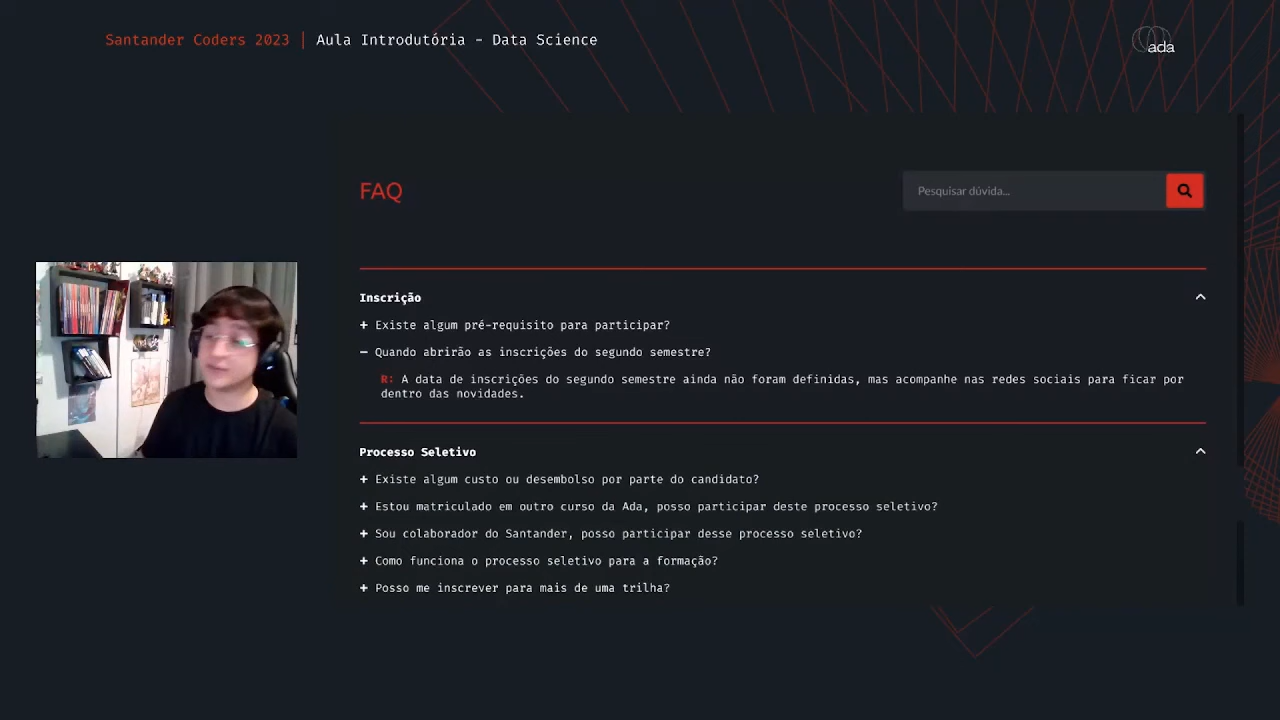 Santander Coders 2023 | Aula Introdutória - Data Science
ada
FAQ
Pesquisar dúvida...
Inscrição
+ Existe algum pré-requisito para participar?
− Quando abrirão as inscrições do segundo semestre?
R: A data de inscrições do segundo semestre ainda não foram definidas, mas acompanhe nas redes sociais para ficar por
dentro das novidades.
Processo Seletivo
+ Existe algum custo ou desembolso por parte do candidato?
+ Estou matriculado em outro curso da Ada, posso participar deste processo seletivo?
+ Sou colaborador do Santander, posso participar desse processo seletivo?
+ Como funciona o processo seletivo para a formação?
+ Posso me inscrever para mais de uma trilha?